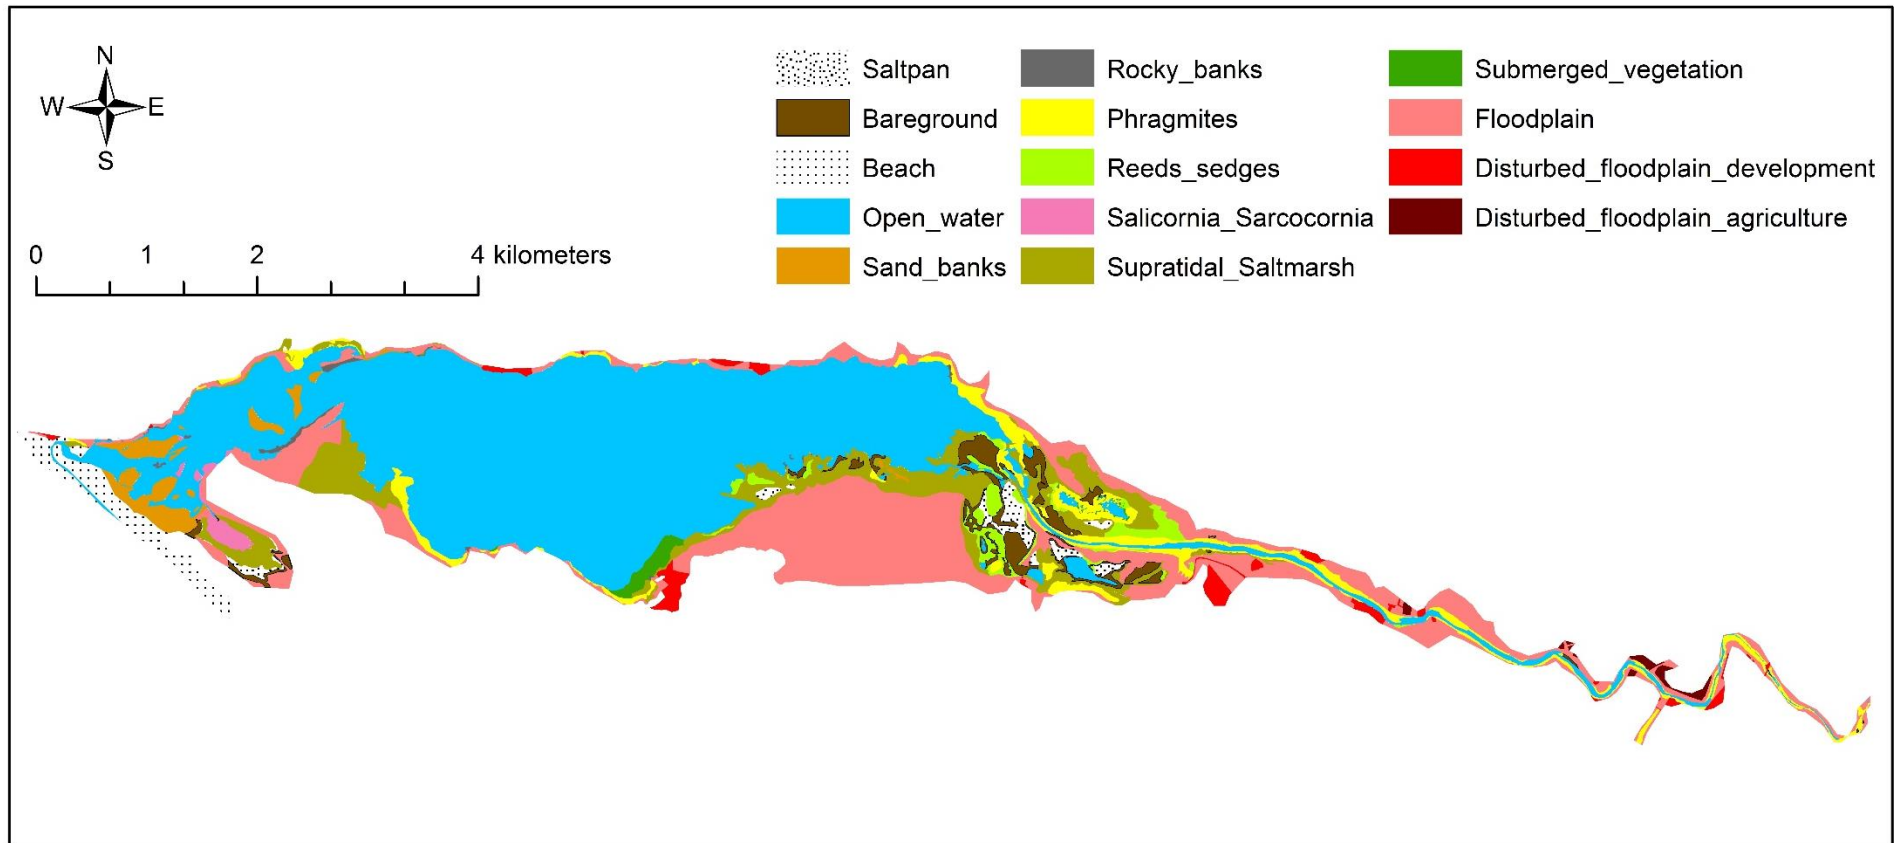 N
W E
S
0 1 2 4 kilometers
Saltpan
Bareground
Beach
Open_water
Sand_banks
Rocky_banks
Phragmites
Reeds_sedges
Salicornia_Sarcocornia
Supratidal_Saltmarsh
Submerged_vegetation
Floodplain
Disturbed_floodplain_development
Disturbed_floodplain_agriculture